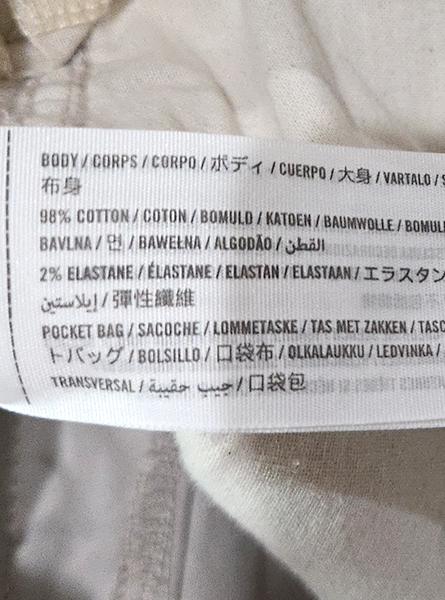 BODY / CORPS / CORPO / ボディ / CUERPO / 大身 / VARTALO /
布身
98% COTTON / COTON / BOMULD / KATOEN / BAUMWOLLE /
BAVLNA / 면 / BAWEŁNA / ALGODÃO / القطن
2% ELASTANE / ÉLASTANE / ELASTAN / ELASTAAN / エラスタン
إيلاستين / 彈性纖維
POCKET BAG / SACOCHE / LOMMETASKE / TAS MET ZAKKEN /
トバッグ / BOLSILLO / 口袋布 / OLKALAUKKU / LEDVINKA /
TRANSVERSAL / جيب حقيبة / 口袋包